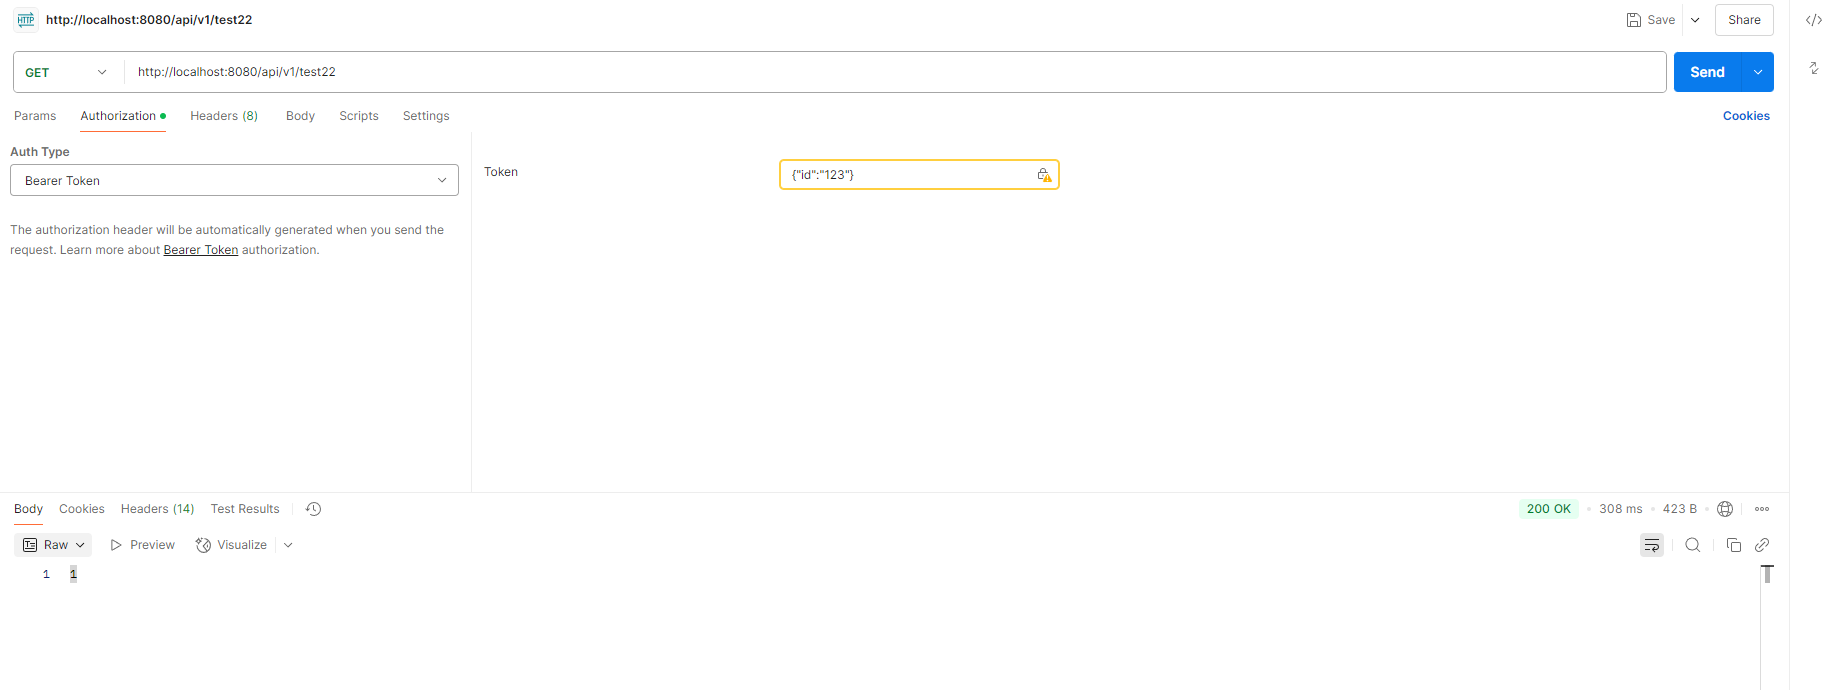 HTTP http://localhost:8080/api/v1/test22 Save Share
GET http://localhost:8080/api/v1/test22 Send
Params Authorization Headers (8) Body Scripts Settings Cookies
Auth Type
Bearer Token
The authorization header will be automatically generated when you send the
request. Learn more about Bearer Token authorization.
Token {"id":"123"}
Body Cookies Headers (14) Test Results 200 OK 308 ms 423 B
Raw Preview Visualize
1 1